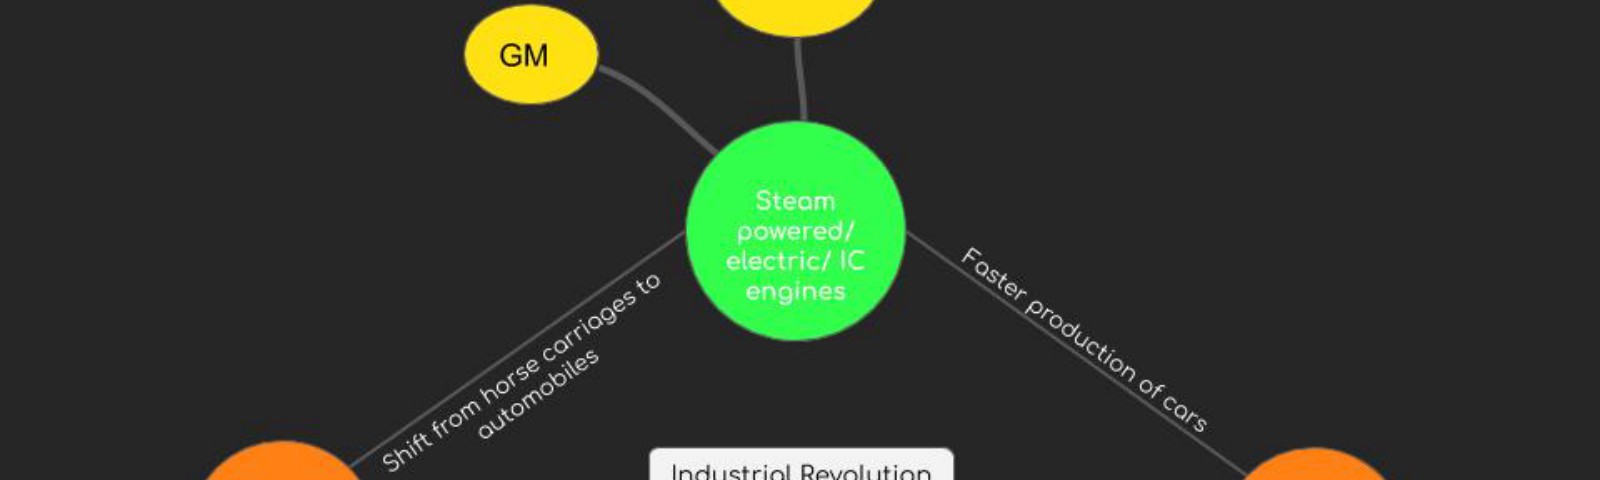 GM
Steam
powered/
electric/ IC
engines
Shift from horse carriages to
automobiles
Faster production of cars
Industrial Revolution